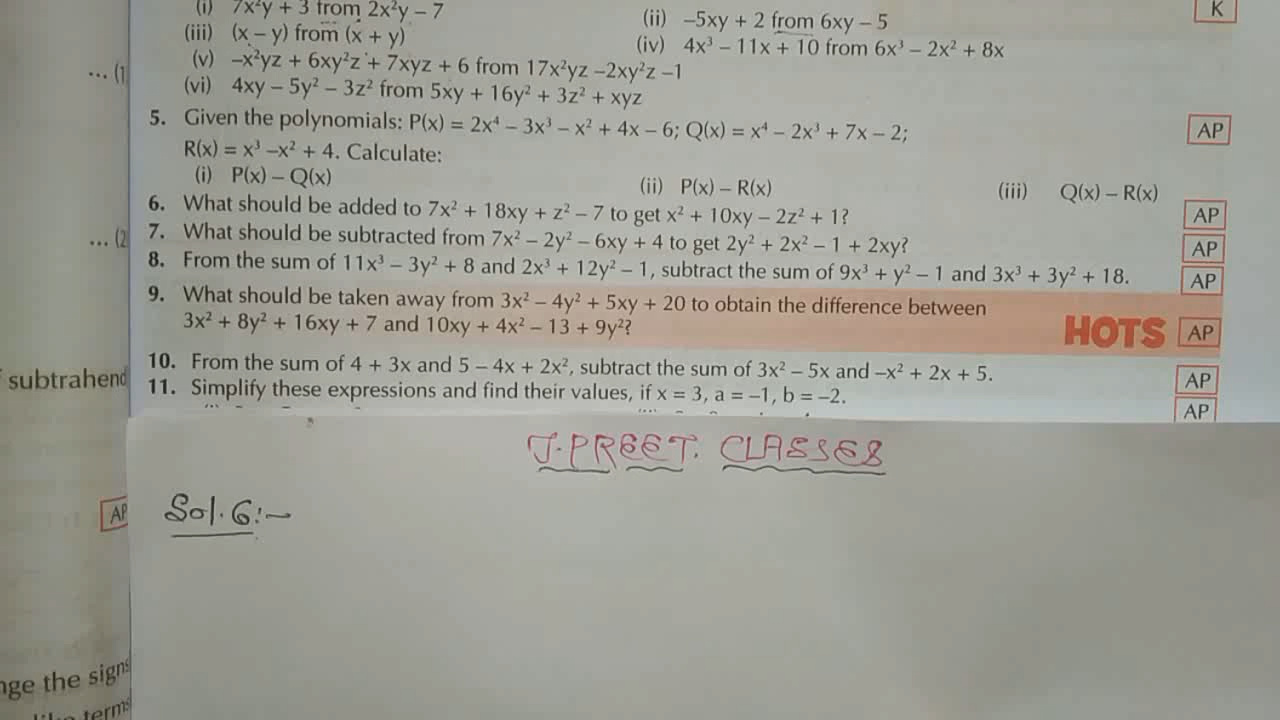 (i) 7x²y + 3 from 2x²y – 7
(ii) –5xy + 2 from 6xy – 5
K
(iii) (x – y) from (x + y)
(iv) 4x³ – 11x + 10 from 6x³ – 2x² + 8x
(v) –x²yz + 6xy²z + 7xyz + 6 from 17x²yz –2xy²z –1
... (1
(vi) 4xy – 5y² – 3z² from 5xy + 16y² + 3z² + xyz
5. Given the polynomials: P(x) = 2x⁴ – 3x³ – x² + 4x – 6; Q(x) = x⁴ – 2x³ + 7x – 2;
AP
R(x) = x³ –x² + 4. Calculate:
(i) P(x) – Q(x)
(ii) P(x) – R(x)
(iii) Q(x) – R(x)
6. What should be added to 7x² + 18xy + z² – 7 to get x² + 10xy – 2z² + 1?
AP
... (2
7. What should be subtracted from 7x² – 2y² – 6xy + 4 to get 2y² + 2x² – 1 + 2xy?
AP
8. From the sum of 11x³ – 3y² + 8 and 2x³ + 12y² – 1, subtract the sum of 9x³ + y² – 1 and 3x³ + 3y² + 18.
AP
9. What should be taken away from 3x² – 4y² + 5xy + 20 to obtain the difference between
3x² + 8y² + 16xy + 7 and 10xy + 4x² – 13 + 9y²?
HOTS AP
subtrahend
10. From the sum of 4 + 3x and 5 – 4x + 2x², subtract the sum of 3x² – 5x and –x² + 2x + 5.
AP
11. Simplify these expressions and find their values, if x = 3, a = –1, b = –2.
AP
J.PREET. CLASSES
AP
Sol.6:–
the signs
terms